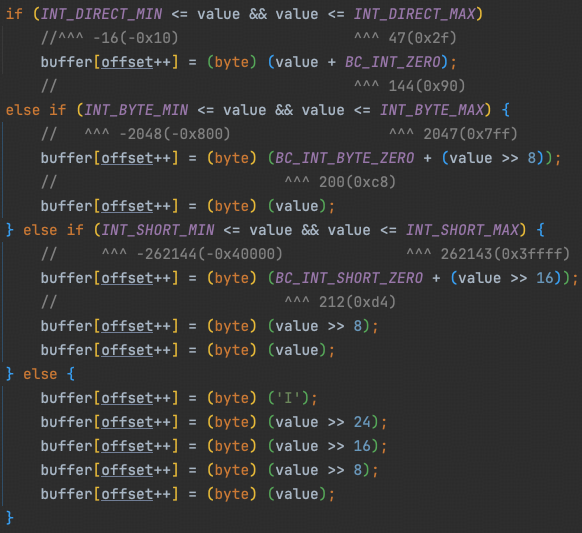 if (INT_DIRECT_MIN <= value && value <= INT_DIRECT_MAX)
    //^^^ -16(-0x10)                      ^^^ 47(0x2f)
    buffer[offset++] = (byte) (value + BC_INT_ZERO);
    //                                  ^^^ 144(0x90)
else if (INT_BYTE_MIN <= value && value <= INT_BYTE_MAX) {
    //   ^^^ -2048(-0x800)                  ^^^ 2047(0x7ff)
    buffer[offset++] = (byte) (BC_INT_BYTE_ZERO + (value >> 8));
    //                          ^^^ 200(0xc8)
    buffer[offset++] = (byte) (value);
} else if (INT_SHORT_MIN <= value && value <= INT_SHORT_MAX) {
    //     ^^^ -262144(-0x40000)              ^^^ 262143(0x3ffff)
    buffer[offset++] = (byte) (BC_INT_SHORT_ZERO + (value >> 16));
    //                          ^^^ 212(0xd4)
    buffer[offset++] = (byte) (value >> 8);
    buffer[offset++] = (byte) (value);
} else {
    buffer[offset++] = (byte) ('I');
    buffer[offset++] = (byte) (value >> 24);
    buffer[offset++] = (byte) (value >> 16);
    buffer[offset++] = (byte) (value >> 8);
    buffer[offset++] = (byte) (value);
}